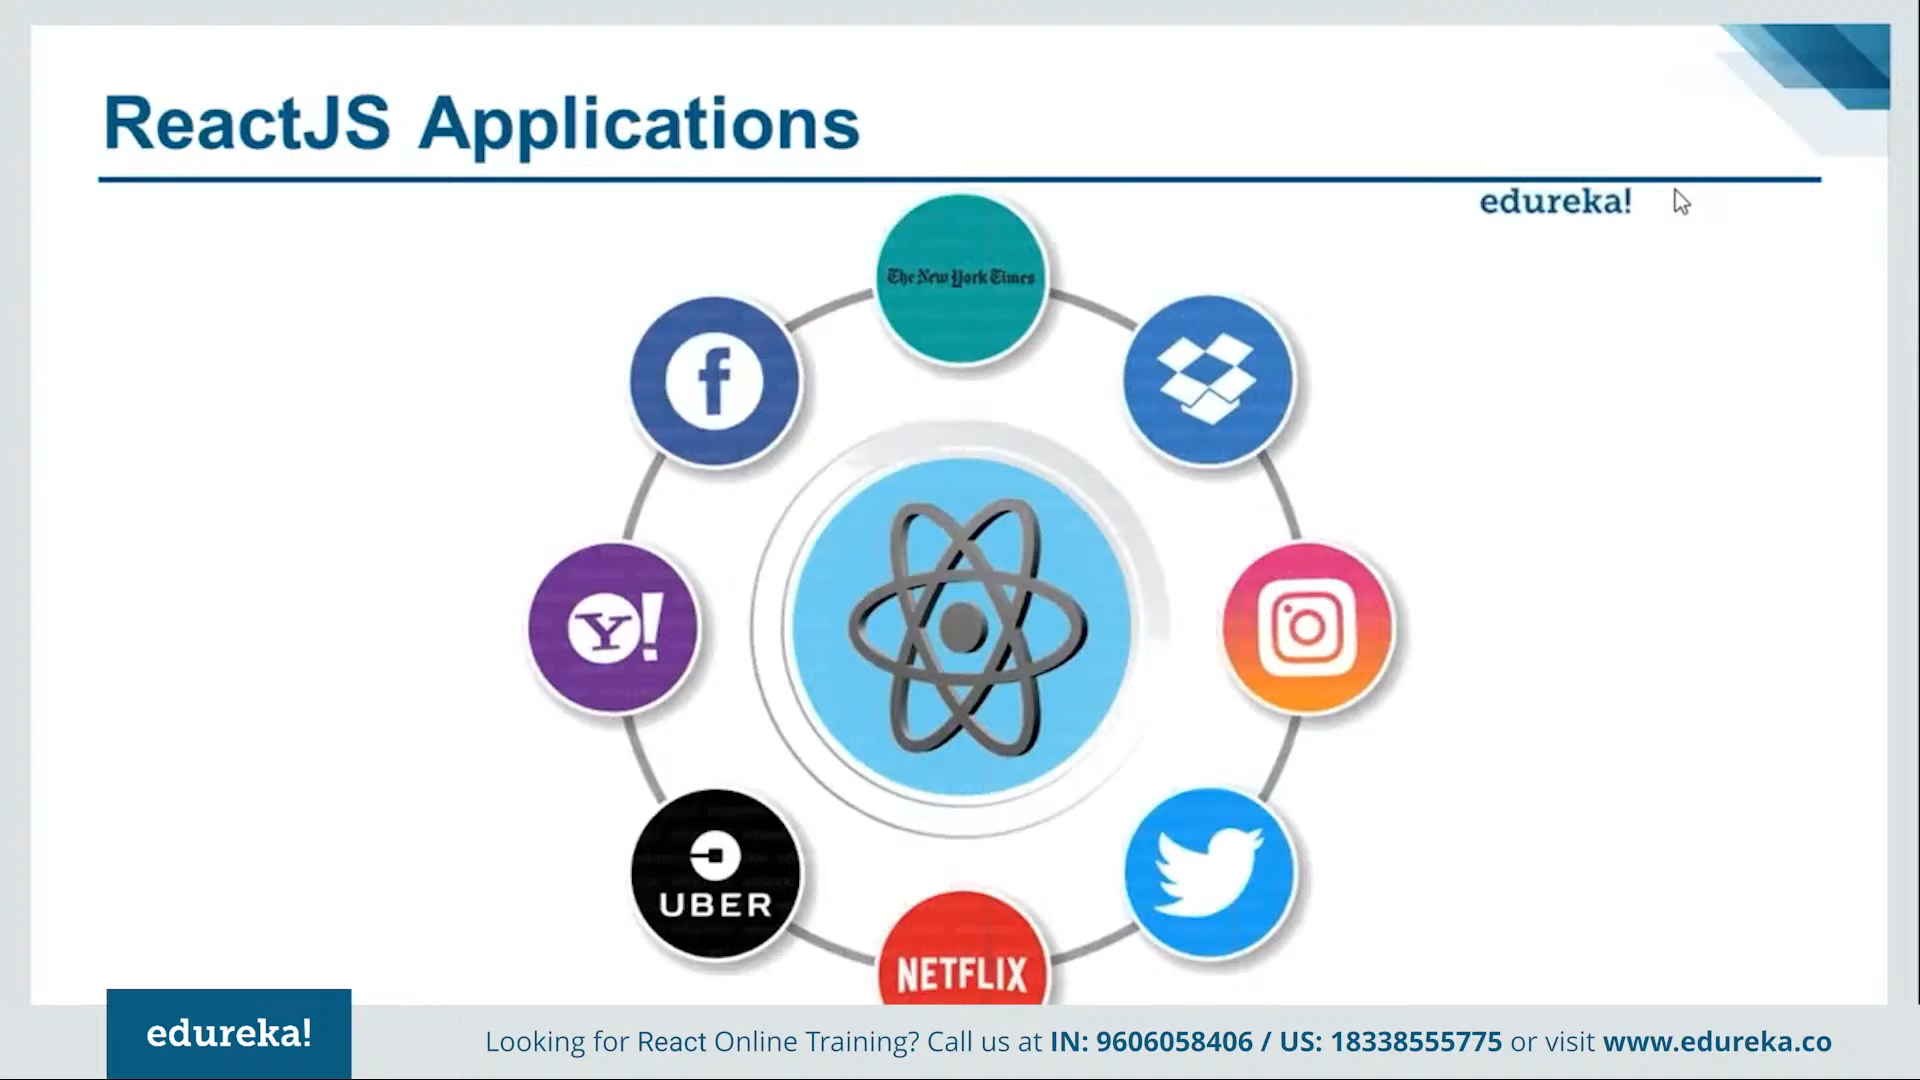 ReactJS Applications
edureka!
The New York Times
f
Y!
UBER
NETFLIX
edureka!
Looking for React Online Training? Call us at IN: 9606058406 / US: 18338555775 or visit www.edureka.co